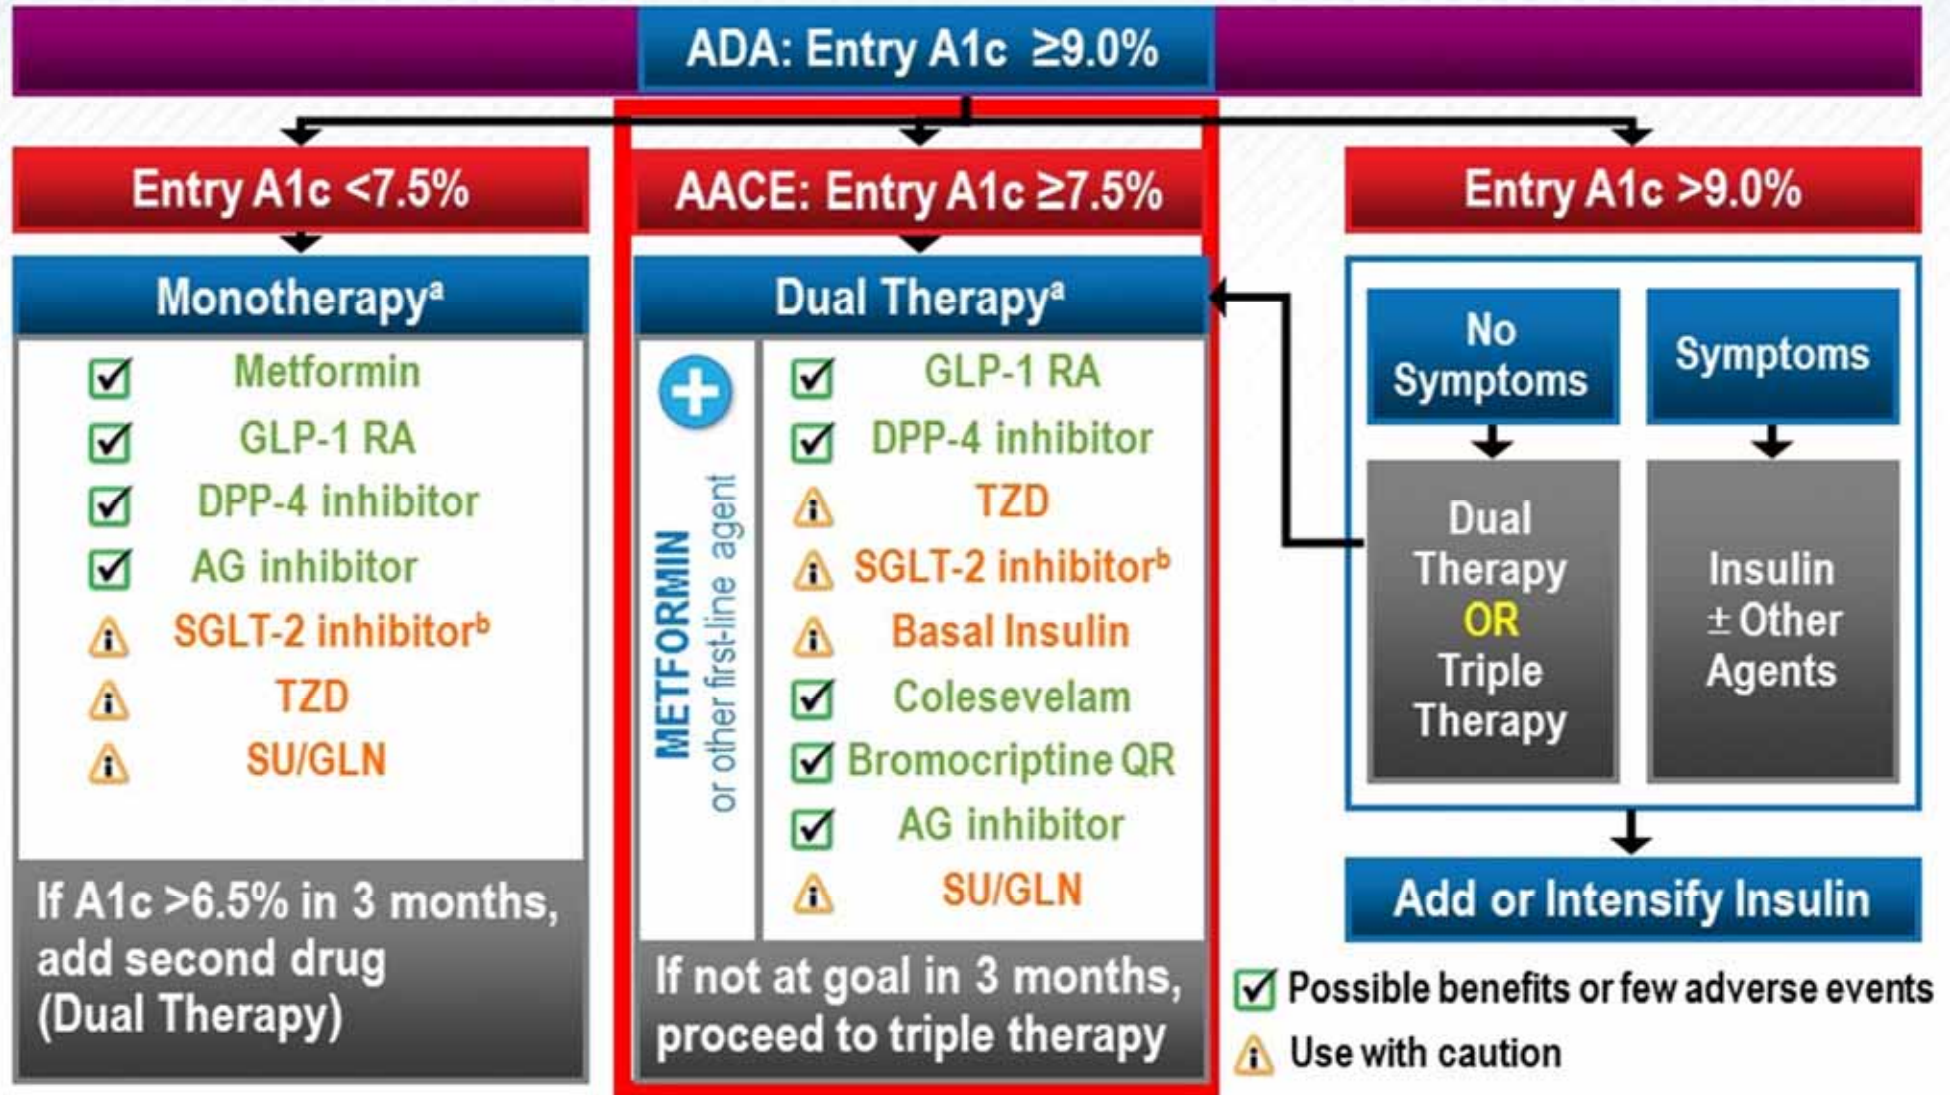 ADA: Entry A1c ≥9.0%
Entry A1c <7.5%
Monotherapyᵃ
Metformin
GLP-1 RA
DPP-4 inhibitor
AG inhibitor
SGLT-2 inhibitorᵇ
TZD
SU/GLN
If A1c >6.5% in 3 months,
add second drug
(Dual Therapy)
AACE: Entry A1c ≥7.5%
Dual Therapyᵃ
METFORMIN
or other first-line agent
GLP-1 RA
DPP-4 inhibitor
TZD
SGLT-2 inhibitorᵇ
Basal Insulin
Colesevelam
Bromocriptine QR
AG inhibitor
SU/GLN
If not at goal in 3 months,
proceed to triple therapy
Entry A1c >9.0%
No
Symptoms
Dual
Therapy
OR
Triple
Therapy
Symptoms
Insulin
± Other
Agents
Add or Intensify Insulin
Possible benefits or few adverse events
Use with caution